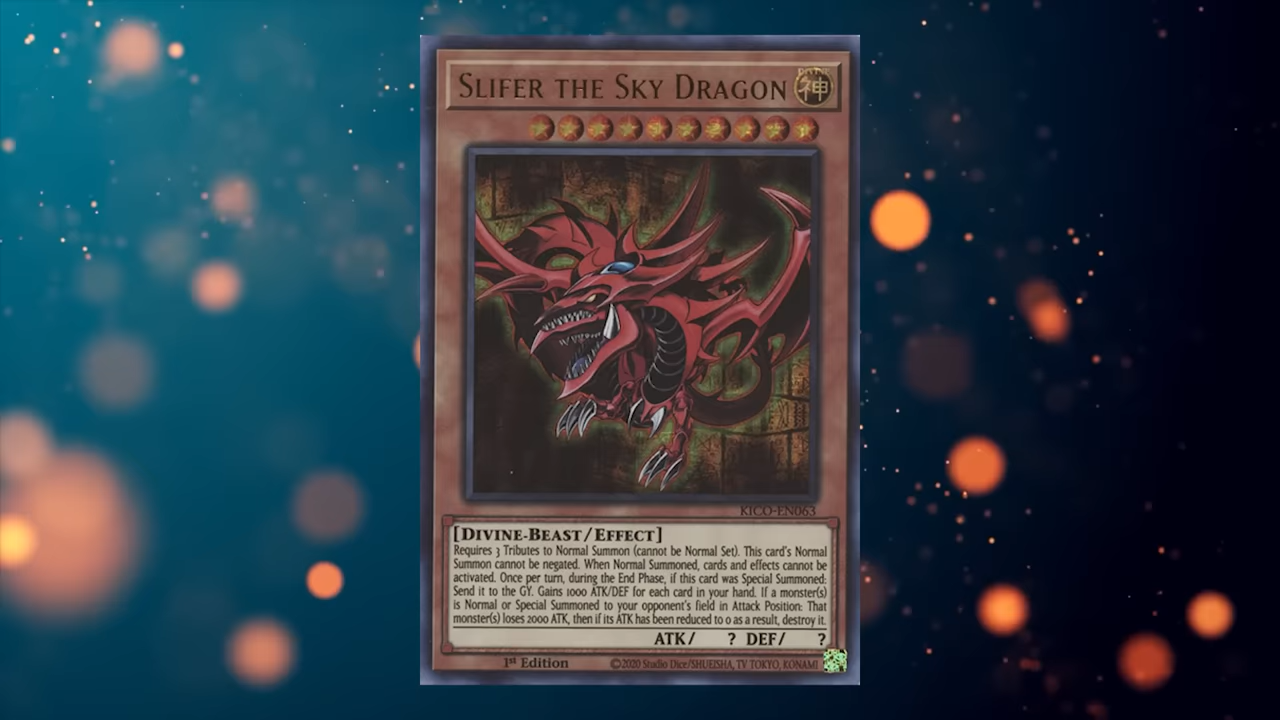 SLIFER THE SKY DRAGON
DIVINE
神
KICO-EN063
[DIVINE-BEAST/EFFECT]
Requires 3 Tributes to Normal Summon (cannot be Normal Set). This card's Normal
Summon cannot be negated. When Normal Summoned, cards and effects cannot be
activated. Once per turn, during the End Phase, if this card was Special Summoned:
Send it to the GY. Gains 1000 ATK/DEF for each card in your hand. If a monster(s)
is Normal or Special Summoned to your opponent's field in Attack Position: That
monster(s) loses 2000 ATK, then if its ATK has been reduced to 0 as a result, destroy it.
ATK/ ? DEF/ ?
1st Edition ©2020 Studio Dice/SHUEISHA, TV TOKYO, KONAMI